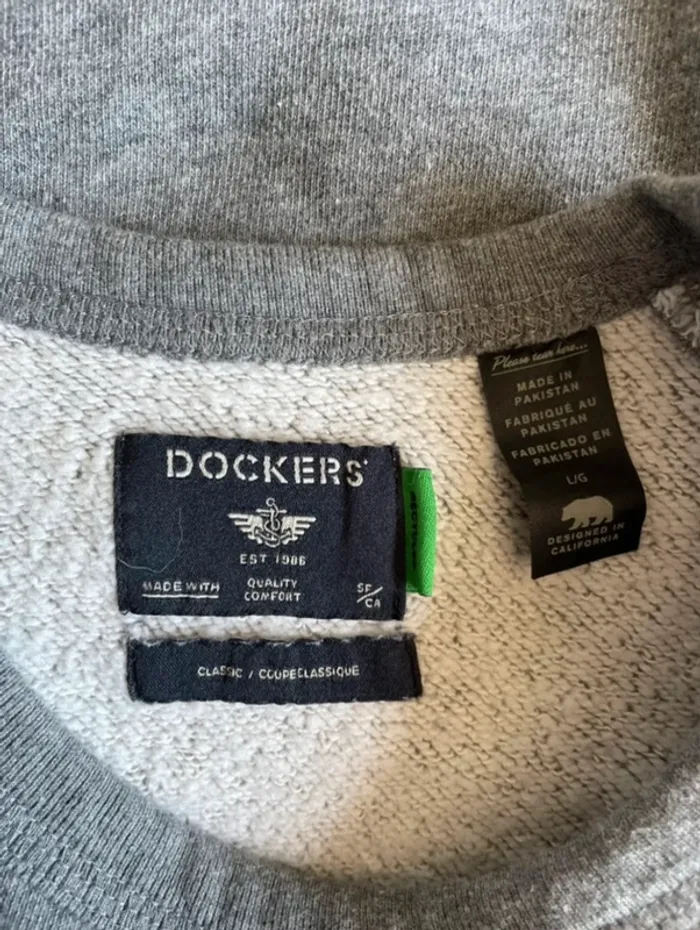 DOCKERS
EST 1986
MADE WITH
QUALITY
COMFORT
SF/CA
CLASSIC / COUPE CLASSIQUE
Please tear here...
MADE IN
PAKISTAN
FABRIQUÉ AU
PAKISTAN
FABRICADO EN
PAKISTAN
L/G
DESIGNED IN
CALIFORNIA